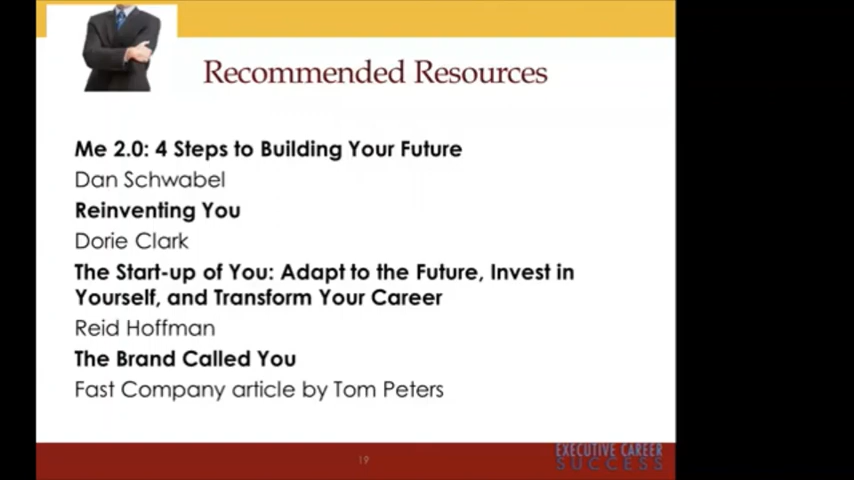 Recommended Resources
Me 2.0: 4 Steps to Building Your Future
Dan Schwabel
Reinventing You
Dorie Clark
The Start-up of You: Adapt to the Future, Invest in
Yourself, and Transform Your Career
Reid Hoffman
The Brand Called You
Fast Company article by Tom Peters
19
EXECUTIVE CAREER
SUCCESS